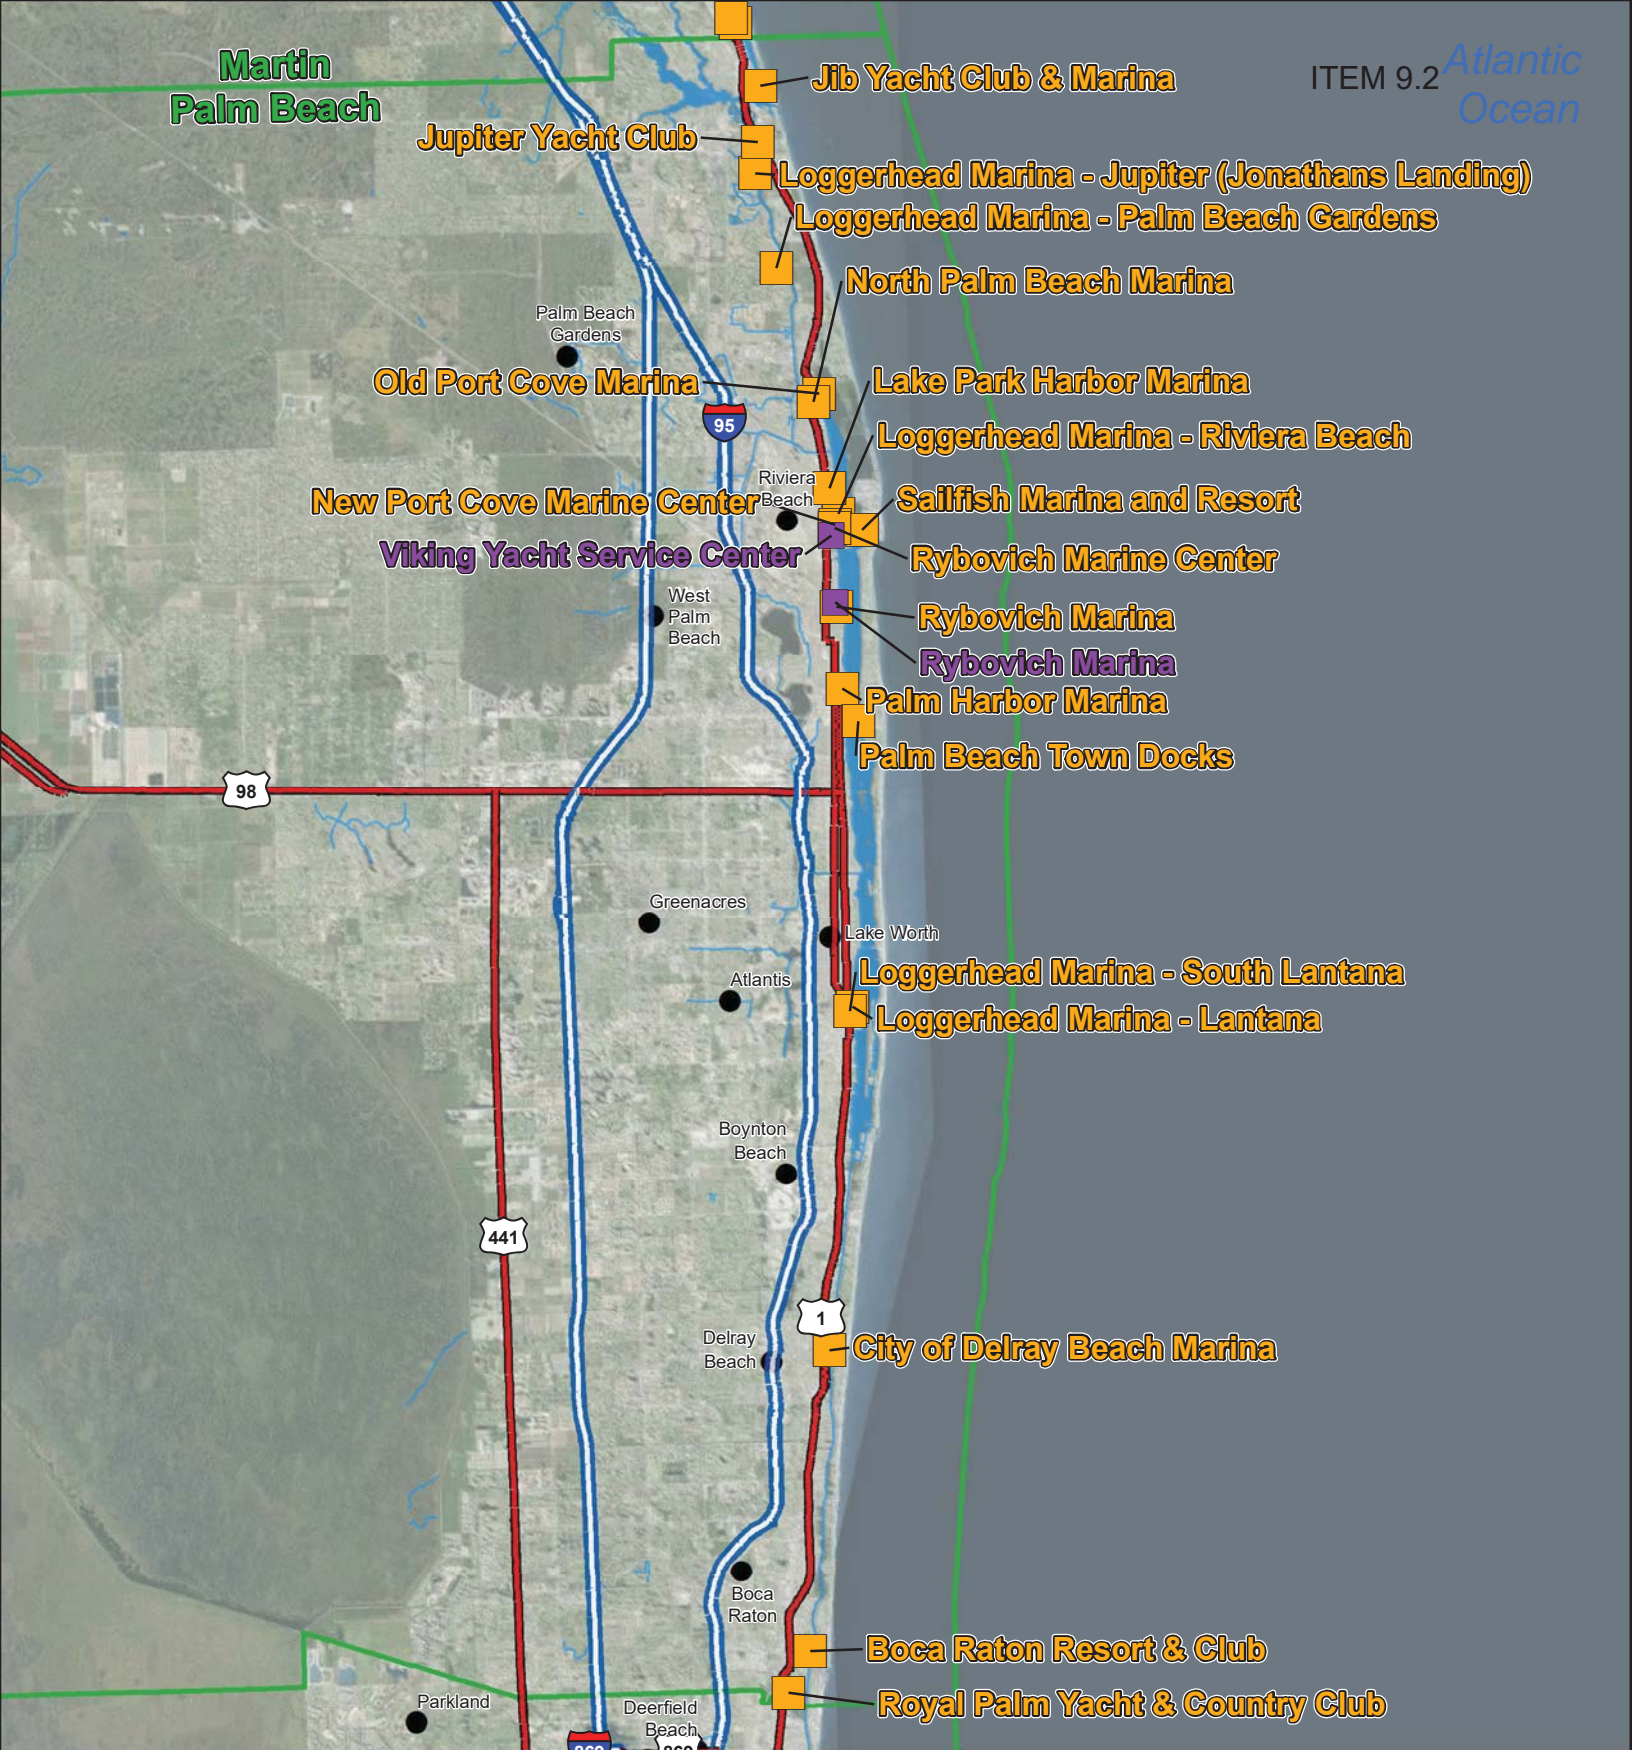 Martin
Palm Beach
Atlantic
Ocean
ITEM 9.2
Jib Yacht Club & Marina
Jupiter Yacht Club
Loggerhead Marina - Jupiter (Jonathans Landing)
Loggerhead Marina - Palm Beach Gardens
North Palm Beach Marina
Palm Beach
Gardens
Old Port Cove Marina
Lake Park Harbor Marina
95
Loggerhead Marina - Riviera Beach
Riviera
Beach
New Port Cove Marine Center
Sailfish Marina and Resort
Viking Yacht Service Center
Rybovich Marine Center
West
Palm
Beach
Rybovich Marina
Rybovich Marina
Palm Harbor Marina
Palm Beach Town Docks
98
Greenacres
Lake Worth
Atlantis
Loggerhead Marina - South Lantana
Loggerhead Marina - Lantana
Boynton
Beach
441
1
Delray
Beach
City of Delray Beach Marina
Boca
Raton
Boca Raton Resort & Club
Parkland
Deerfield
Beach
Royal Palm Yacht & Country Club
869
869